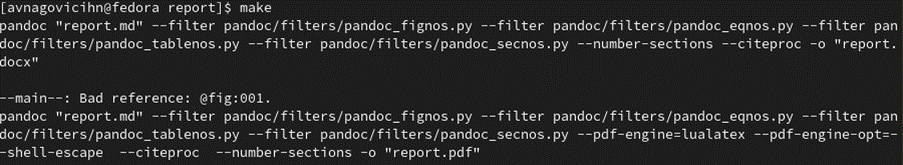 [avnagovicihn@fedora report]$ make
pandoc "report.md" --filter pandoc/filters/pandoc_fignos.py --filter pandoc/filters/pandoc_eqnos.py --filter pan
doc/filters/pandoc_tablenos.py --filter pandoc/filters/pandoc_secnos.py --number-sections --citeproc -o "report.
docx"
--main--: Bad reference: @fig:001.
pandoc "report.md" --filter pandoc/filters/pandoc_fignos.py --filter pandoc/filters/pandoc_eqnos.py --filter pan
doc/filters/pandoc_tablenos.py --filter pandoc/filters/pandoc_secnos.py --pdf-engine=lualatex --pdf-engine-opt=-
-shell-escape  --citeproc  --number-sections -o "report.pdf"